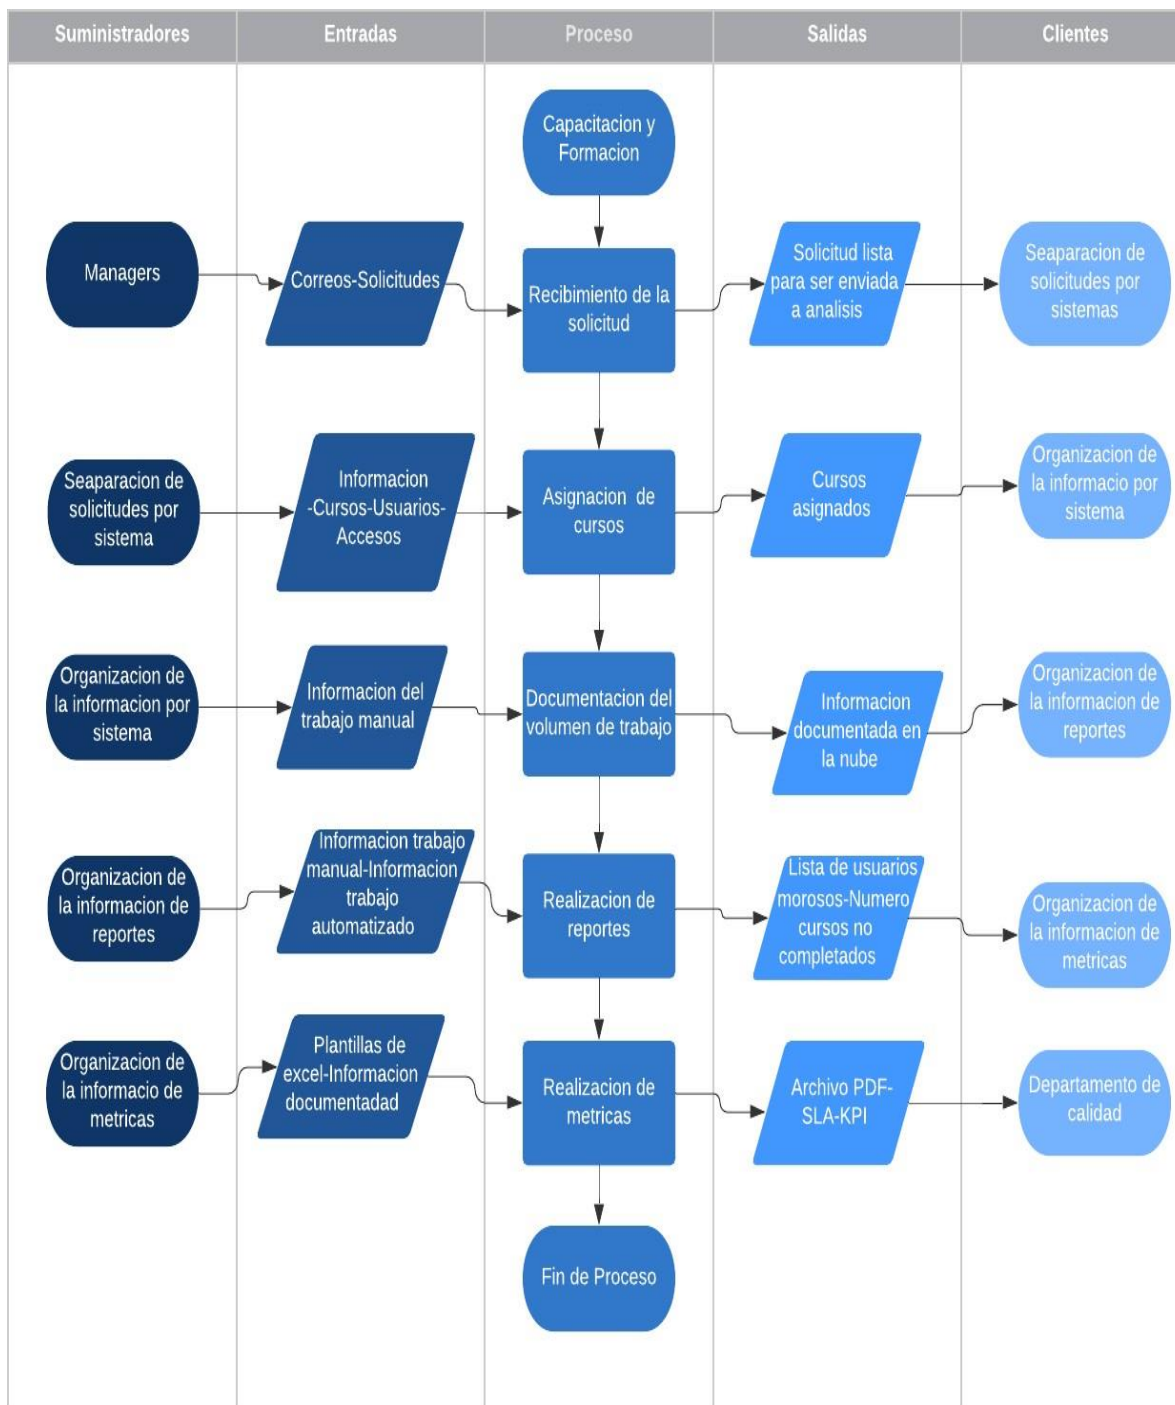 Suministradores
Entradas
Proceso
Salidas
Clientes
Capacitacion y
Formacion
Managers
Correos-Solicitudes
Recibimiento de la
solicitud
Solicitud lista
para ser enviada
a analisis
Seaparacion de
solicitudes por
sistemas
Seaparacion de
solicitudes por
sistema
Informacion
-Cursos-Usuarios-
Accesos
Asignacion de
cursos
Cursos
asignados
Organizacion de
la informacio por
sistema
Organizacion de
la informacion por
sistema
Informacion del
trabajo manual
Documentacion del
volumen de trabajo
Informacion
documentada en
la nube
Organizacion de
la informacion de
reportes
Organizacion de
la informacion de
reportes
Informacion trabajo
manual-Informacion
trabajo
automatizado
Realizacion de
reportes
Lista de usuarios
morosos-Numero
cursos no
completados
Organizacion de
la informacion de
metricas
Organizacion de
la informacio de
metricas
Plantillas de
excel-Informacion
documentadad
Realizacion de
metricas
Archivo PDF-
SLA-KPI
Departamento de
calidad
Fin de Proceso